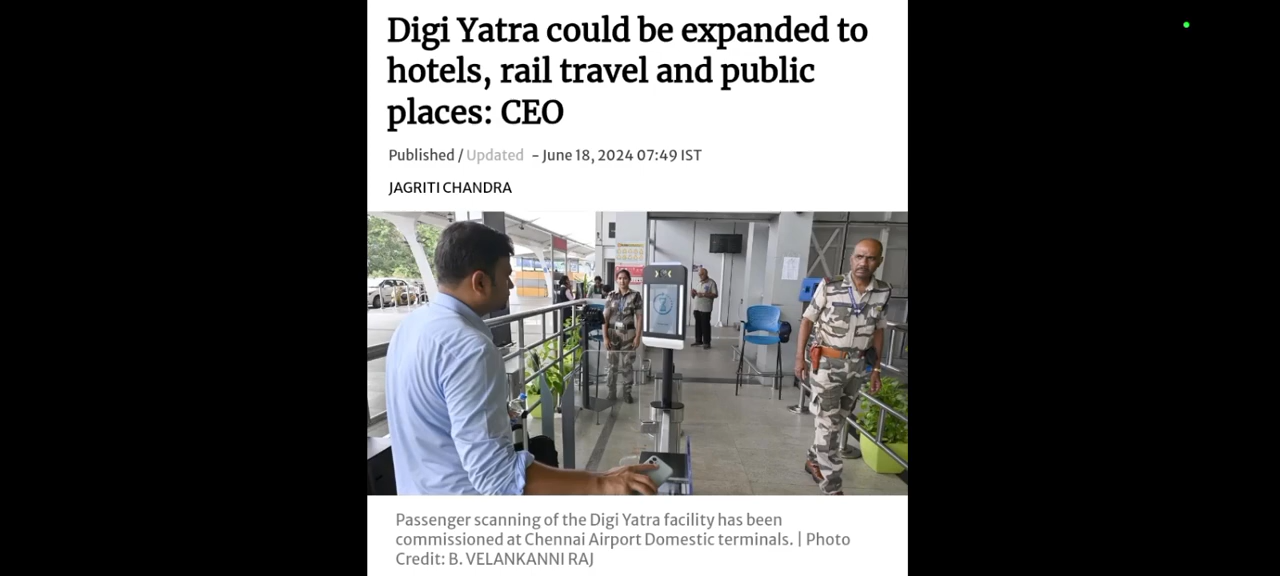 Digi Yatra could be expanded to
hotels, rail travel and public
places: CEO
Published / Updated - June 18, 2024 07:49 IST
JAGRITI CHANDRA
Passenger scanning of the Digi Yatra facility has been
commissioned at Chennai Airport Domestic terminals. | Photo
Credit: B. VELANKANNI RAJ